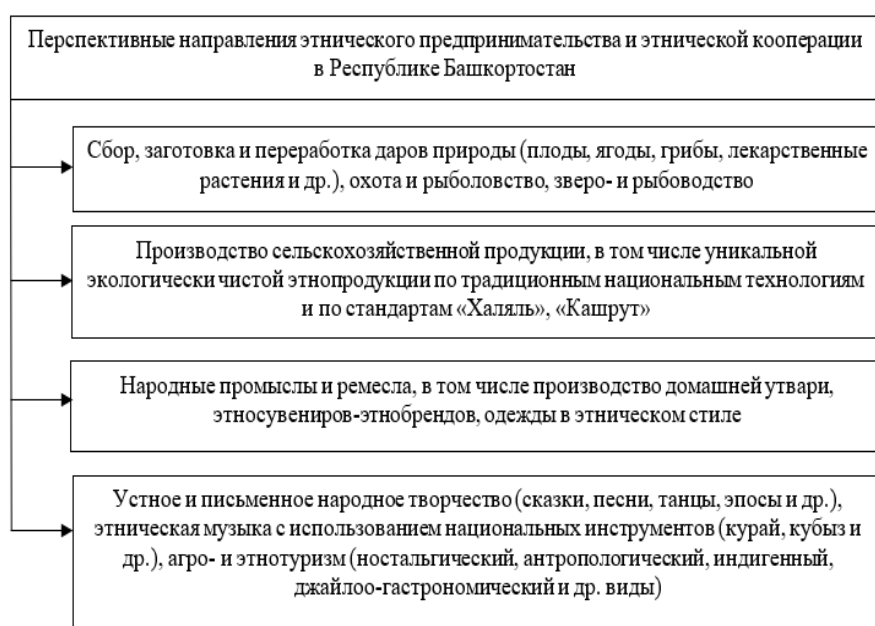 Перспективные направления этнического предпринимательства и этнической кооперации
в Республике Башкортостан
Сбор, заготовка и переработка даров природы (плоды, ягоды, грибы, лекарственные
растения и др.), охота и рыболовство, зверо- и рыбоводство
Производство сельскохозяйственной продукции, в том числе уникальной
экологически чистой этнопродукции по традиционным национальным технологиям
и по стандартам «Халяль», «Кашрут»
Народные промыслы и ремесла, в том числе производство домашней утвари,
этносувениров-этнобрендов, одежды в этническом стиле
Устное и письменное народное творчество (сказки, песни, танцы, эпосы и др.),
этническая музыка с использованием национальных инструментов (курай, кубыз и
др.), агро- и этнотуризм (ностальгический, антропологический, индигенный,
джайлоо-гастрономический и др. виды)